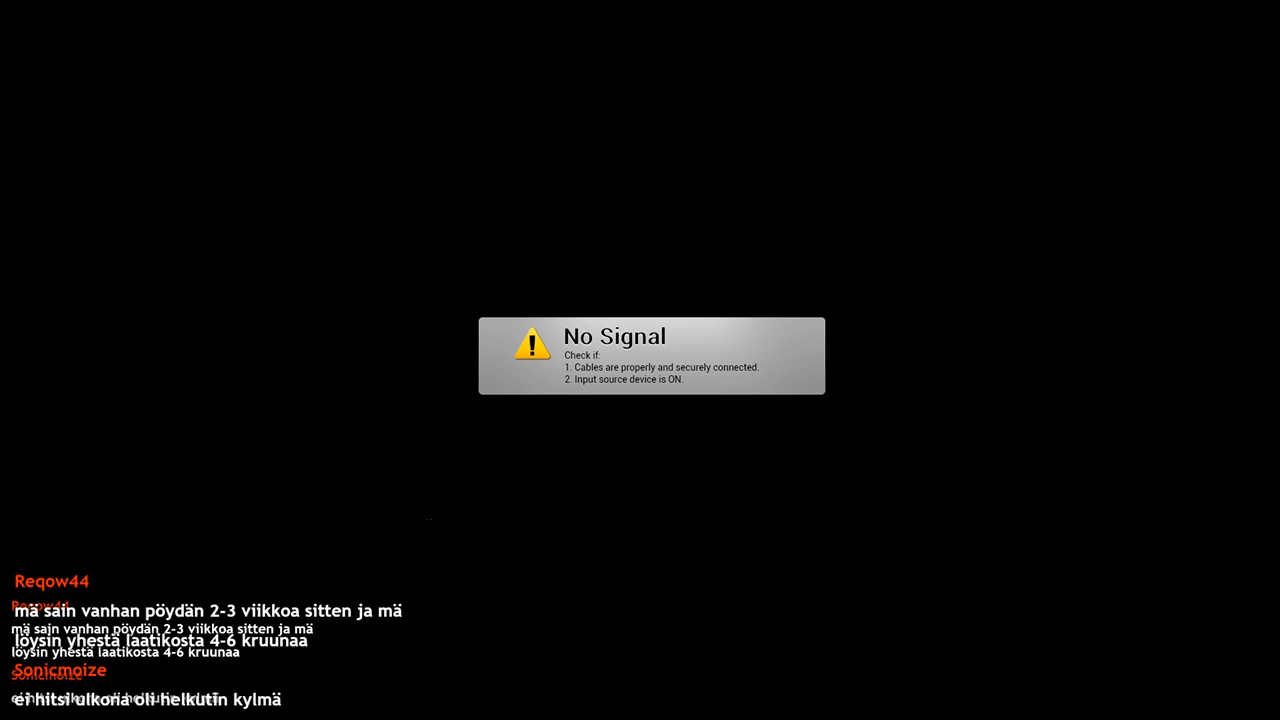 No Signal
Check if:
1. Cables are properly and securely connected.
2. Input source device is ON.
Reqow44
Reqow44
mä sain vanhan pöydän 2-3 viikkoa sitten ja mä
mä sain vanhan pöydän 2-3 viikkoa sitten ja mä
löysin yhestä laatikosta 4-6 kruunaa
löysin yhestä laatikosta 4-6 kruunaa
Sonicmoize
Sonicmoize
ei hitsi ulkona oli helkutin kylmä